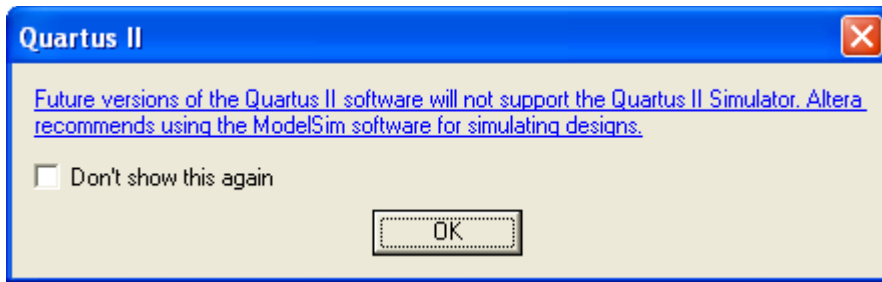 Quartus II
Future versions of the Quartus II software will not support the Quartus II Simulator. Altera
recommends using the ModelSim software for simulating designs.
Don't show this again
OK